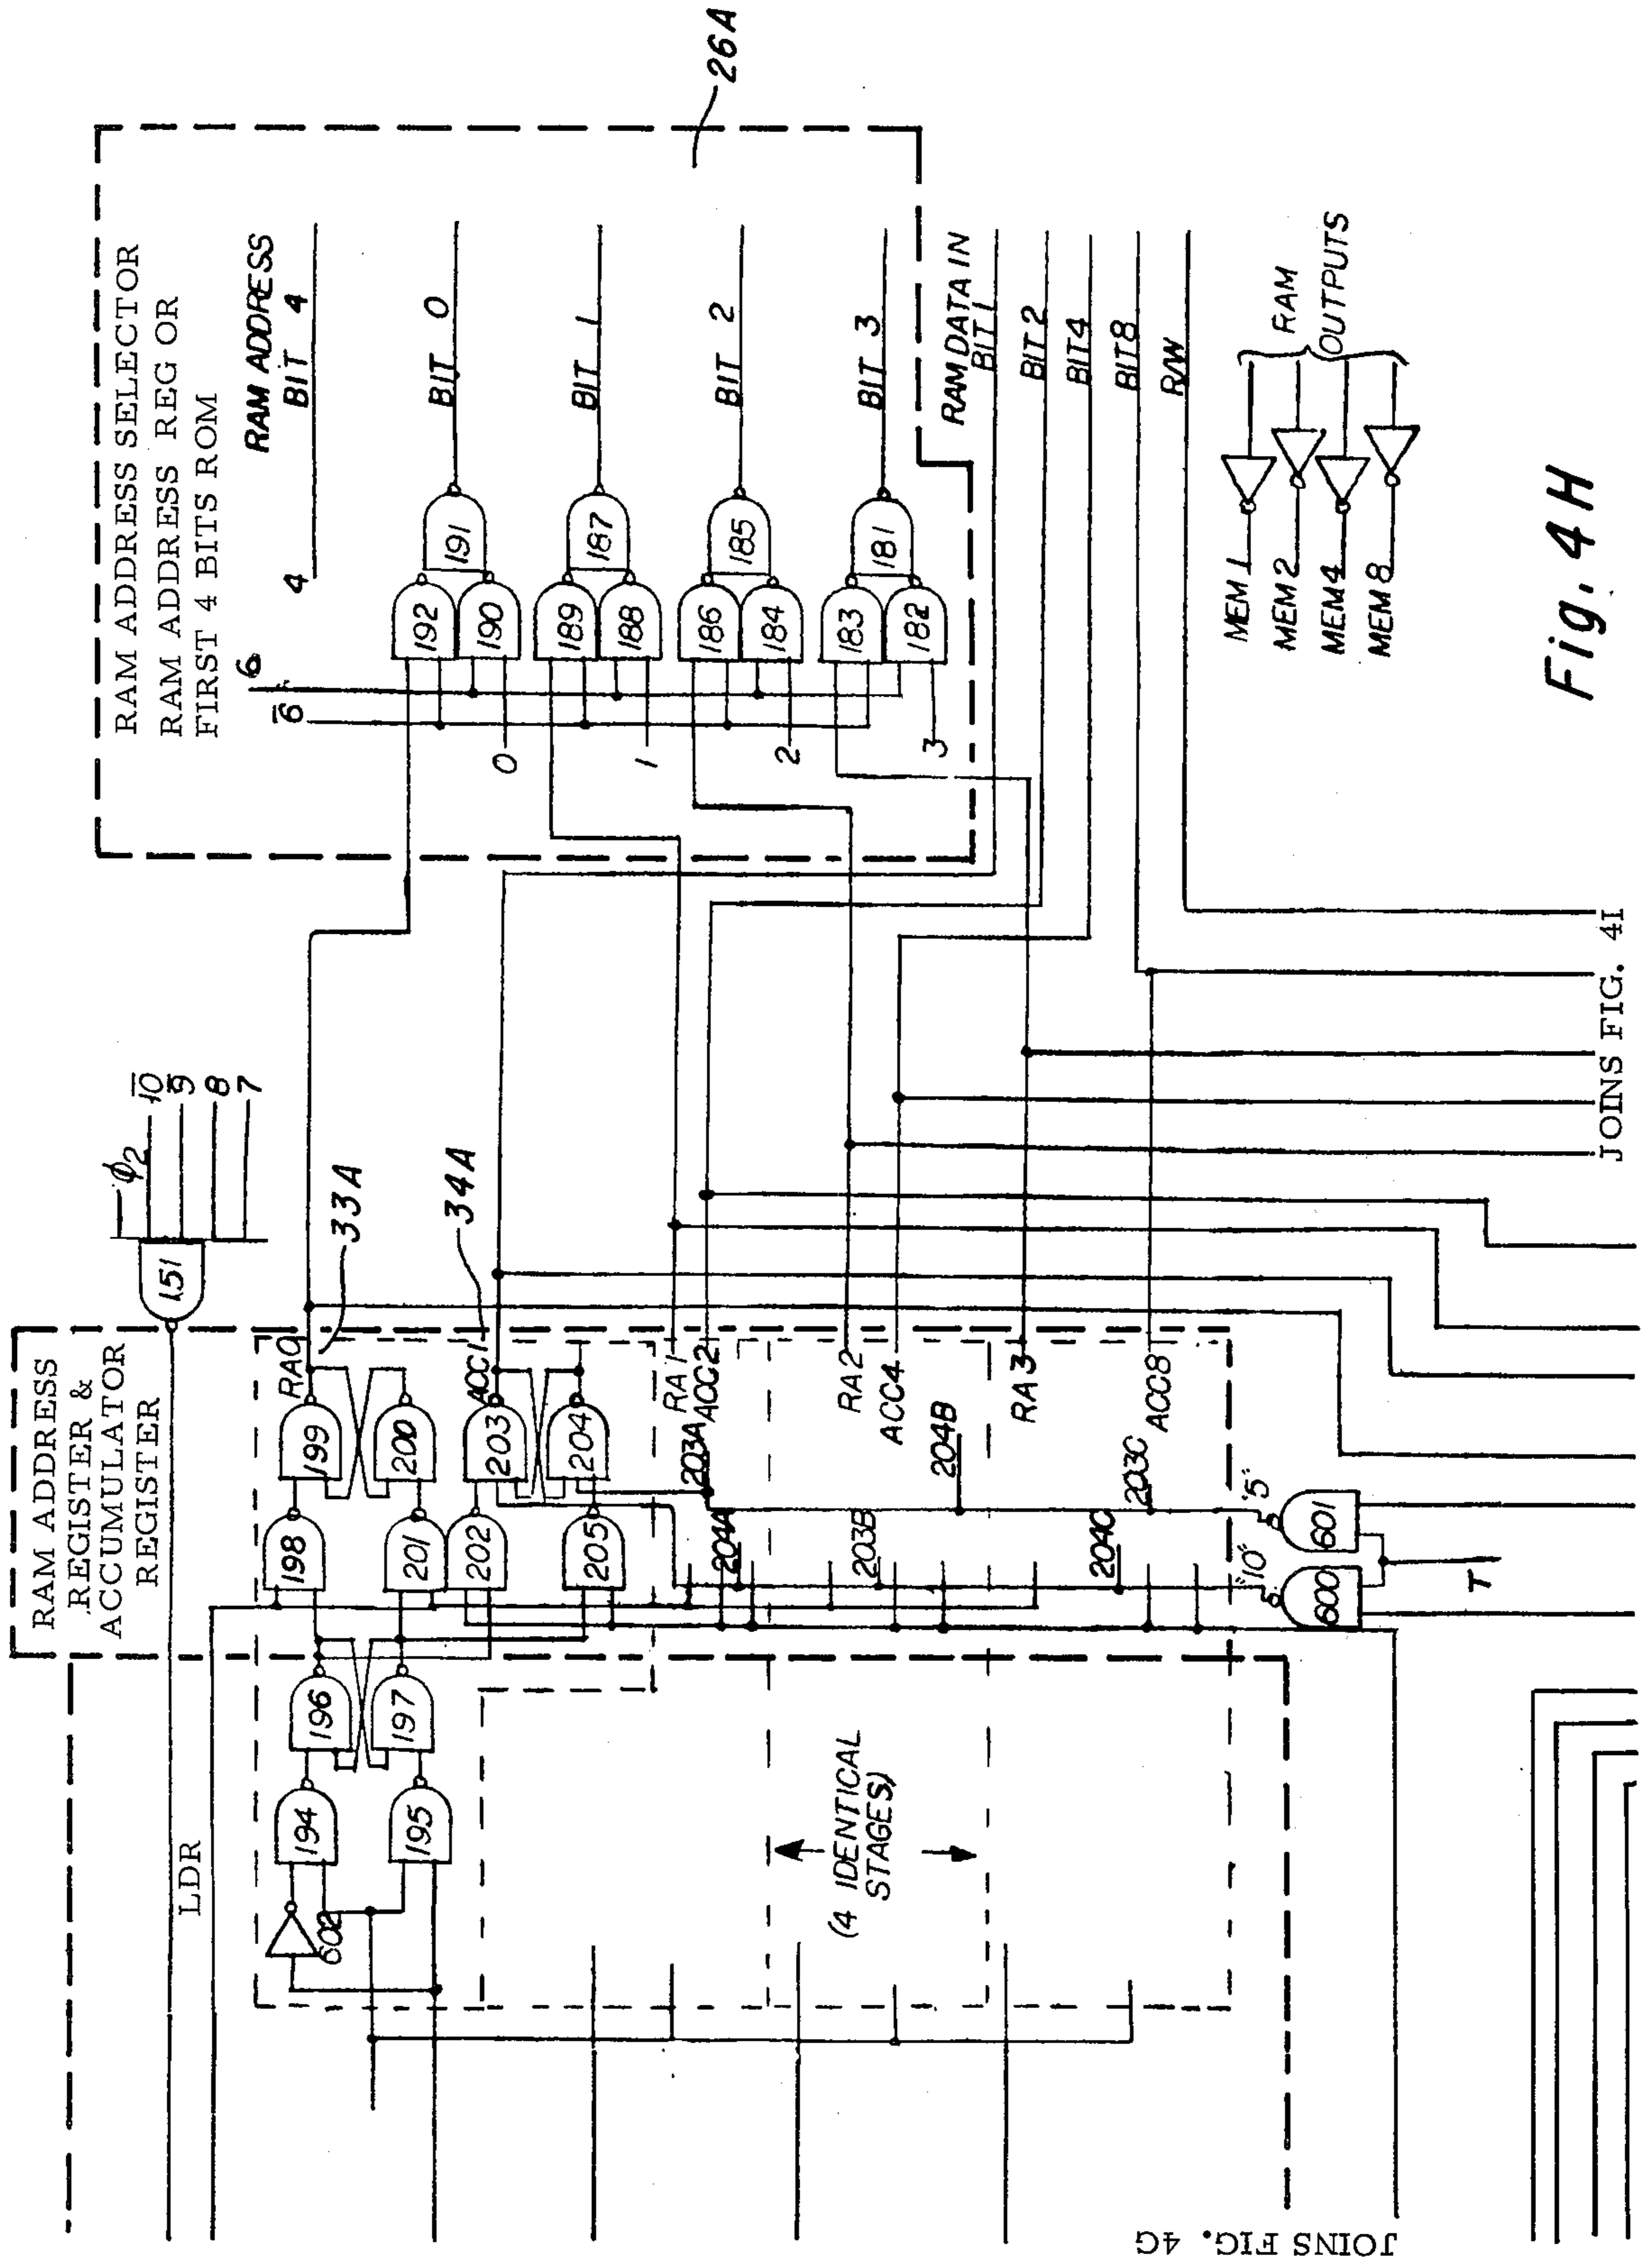 26A
RAM ADDRESS SELECTOR
RAM ADDRESS REG OR
FIRST 4 BITS ROM
RAM ADDRESS
4 BIT 4
6
6̅
192
190
191
BIT 0
0
189
188
187
BIT 1
1
186
184
185
BIT 2
2
183
182
181
BIT 3
3
RAM DATA IN
BIT 1
BIT 2
BIT 4
BIT 8
R/W
MEM 1
MEM 2
MEM 4
MEM 8
RAM
OUTPUTS
Fig. 4H
ϕ2
1̅0̅
9̅
8
7
151
RAM ADDRESS
REGISTER &
ACCUMULATOR
REGISTER
33A
34A
RA0
199
200
198
201
ACC1
203
204
202
205
RA1
ACC2
203A
204A
RA2
ACC4
204B
203B
RA3
ACC8
203C
204C
"5"
601
"10"
600
T
JOINS FIG. 4I
LDR
196
197
194
195
602
(4 IDENTICAL
STAGES)
JOINS FIG. 4G